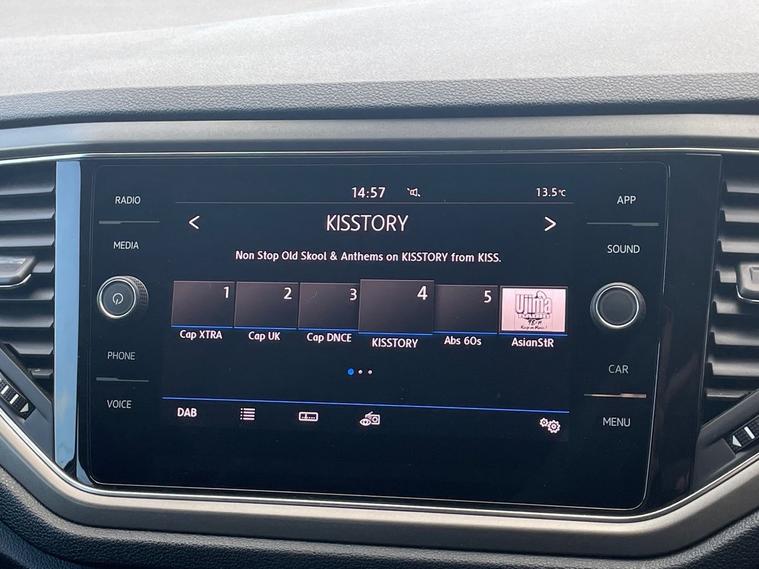 RADIO
MEDIA
PHONE
VOICE
14:57
13.5°C
< KISSTORY >
Non Stop Old Skool & Anthems on KISSTORY from KISS.
1 2 3 4 5
Ujima
Cap XTRA Cap UK Cap DNCE KISSTORY Abs 60s AsianStR
DAB
APP
SOUND
CAR
MENU